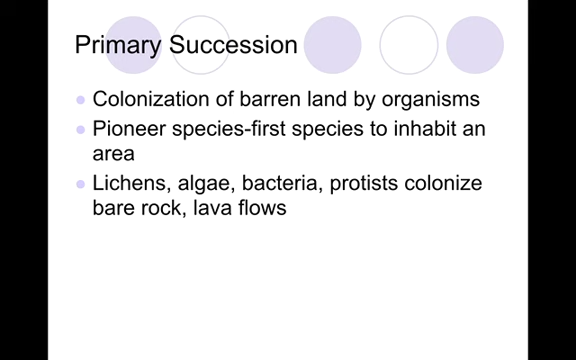 Primary Succession
Colonization of barren land by organisms
Pioneer species-first species to inhabit an
area
Lichens, algae, bacteria, protists colonize
bare rock, lava flows